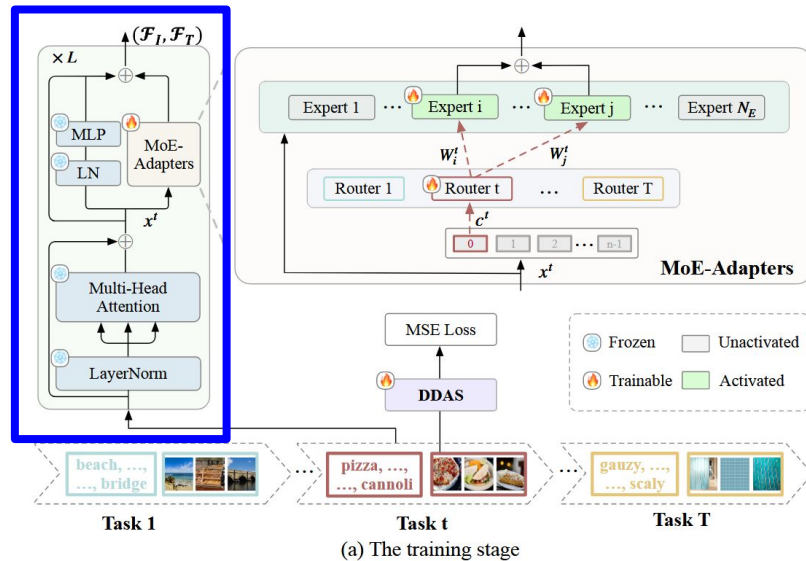 (ℱ_I, ℱ_T)
× L
MLP
LN
MoE-
Adapters
x^t
Multi-Head
Attention
LayerNorm
Expert 1
...
Expert i
...
Expert j
...
Expert N_E
W_i^t
W_j^t
Router 1
Router t
...
Router T
c^t
0
1
2
...
n-1
x^t
MoE-Adapters
MSE Loss
DDAS
Frozen
Unactivated
Trainable
Activated
beach, ...,
..., bridge
...
pizza, ...,
..., cannoli
...
gauzy, ...,
..., scaly
Task 1
Task t
Task T
(a) The training stage